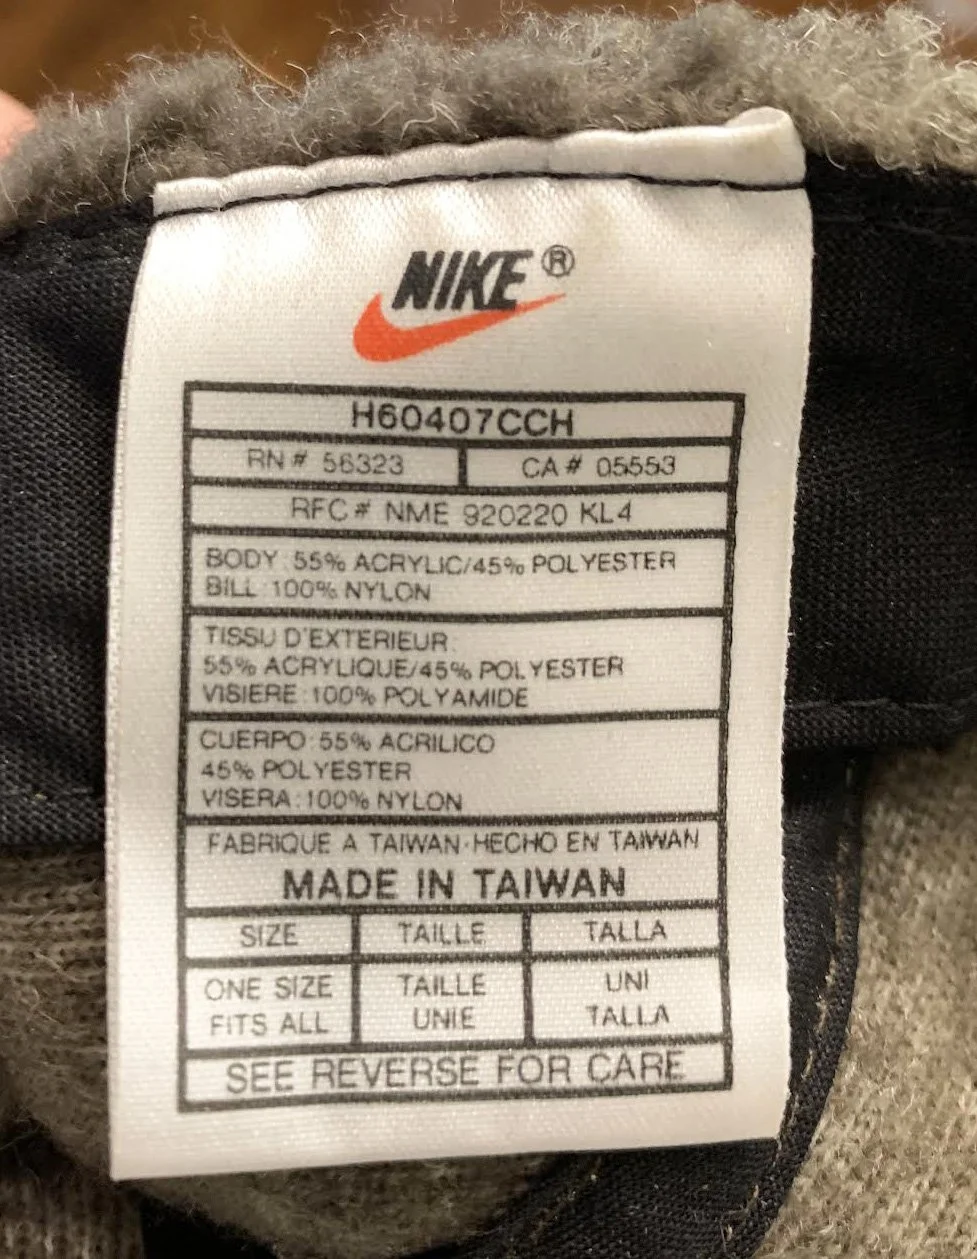 NIKE®
H60407CCH
RN # 56323 CA # 05553
RFC # NME 920220 KL4
BODY: 55% ACRYLIC/45% POLYESTER
BILL: 100% NYLON
TISSU D'EXTERIEUR:
55% ACRYLIQUE/45% POLYESTER
VISIERE: 100% POLYAMIDE
CUERPO: 55% ACRILICO
45% POLYESTER
VISERA: 100% NYLON
FABRIQUE A TAIWAN·HECHO EN TAIWAN
MADE IN TAIWAN
SIZE TAILLE TALLA
ONE SIZE TAILLE UNI
FITS ALL UNIE TALLA
SEE REVERSE FOR CARE